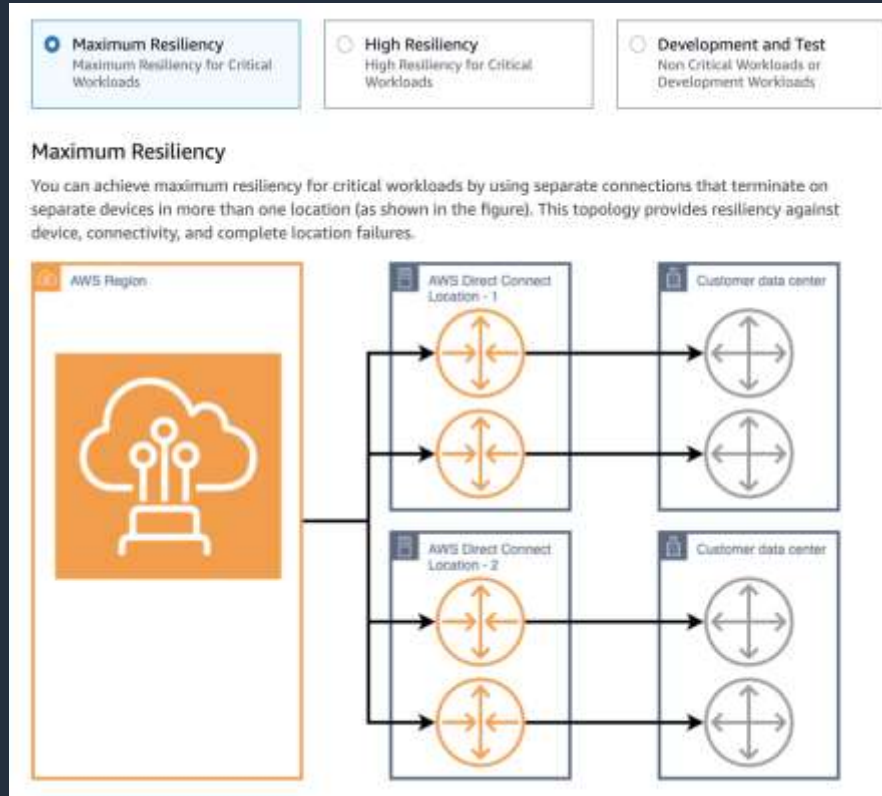 Maximum Resiliency
Maximum Resiliency for Critical
Workloads
High Resiliency
High Resiliency for Critical
Workloads
Development and Test
Non Critical Workloads or
Development Workloads
Maximum Resiliency
You can achieve maximum resiliency for critical workloads by using separate connections that terminate on
separate devices in more than one location (as shown in the figure). This topology provides resiliency against
device, connectivity, and complete location failures.
AWS Region
AWS Direct Connect
Location - 1
Customer data center
AWS Direct Connect
Location - 2
Customer data center